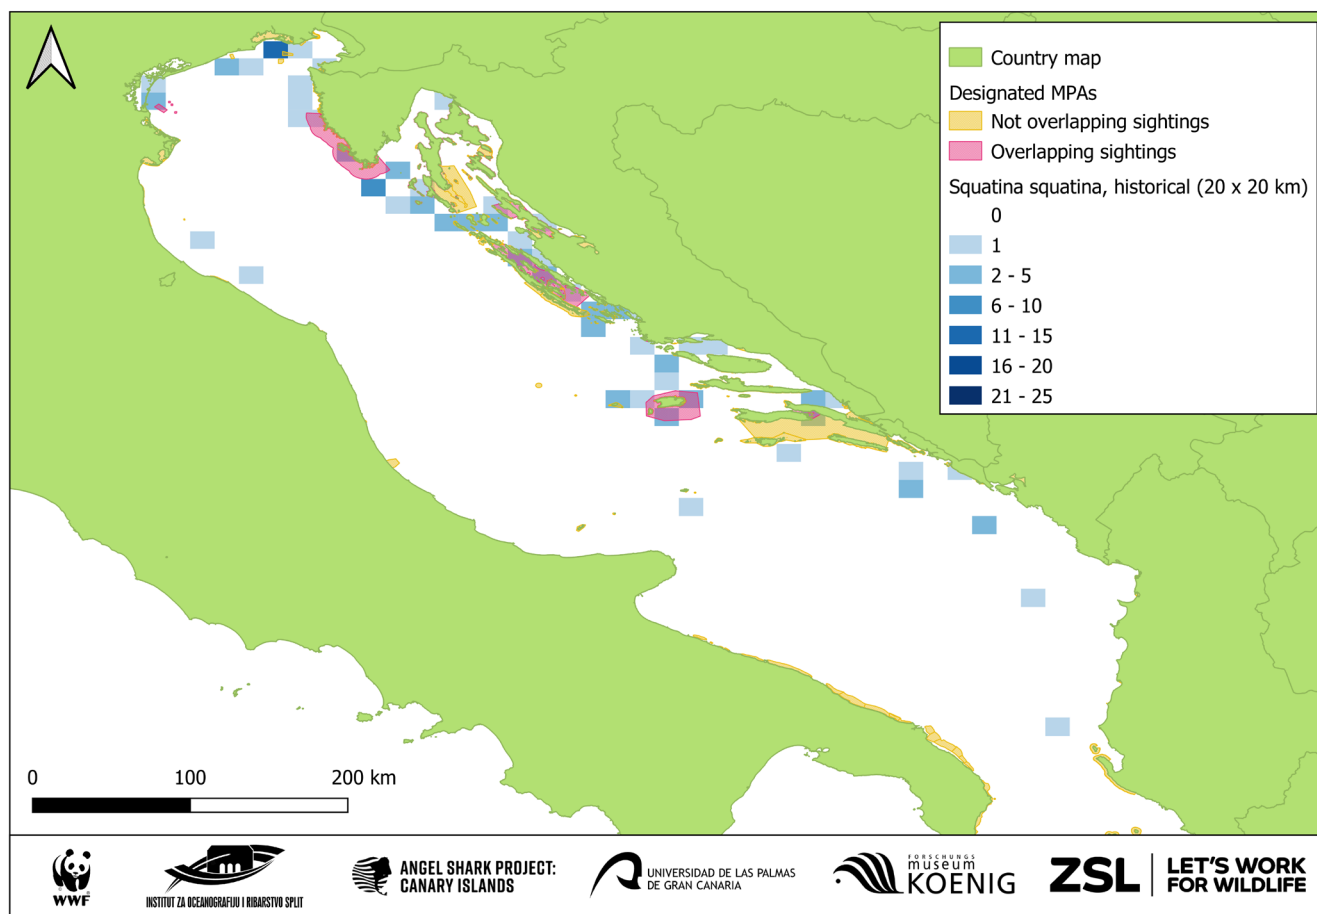 Country map
Designated MPAs
Not overlapping sightings
Overlapping sightings
Squatina squatina, historical (20 x 20 km)
0
1
2 - 5
6 - 10
11 - 15
16 - 20
21 - 25
0 100 200 km
WWF
INSTITUT ZA OCEANOGRAFIJU I RIBARSTVO SPLIT
ANGEL SHARK PROJECT:
CANARY ISLANDS
UNIVERSIDAD DE LAS PALMAS
DE GRAN CANARIA
FORSCHUNGS
museum
KOENIG
ZSL
LET'S WORK
FOR WILDLIFE